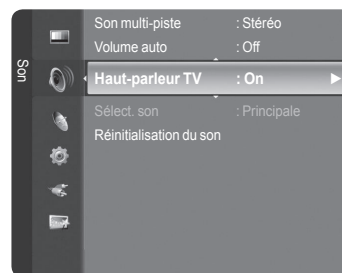 Son
Son multi-piste : Stéréo
Volume auto : Off
Haut-parleur TV : On
Sélect. son : Principale
Réinitialisation du son